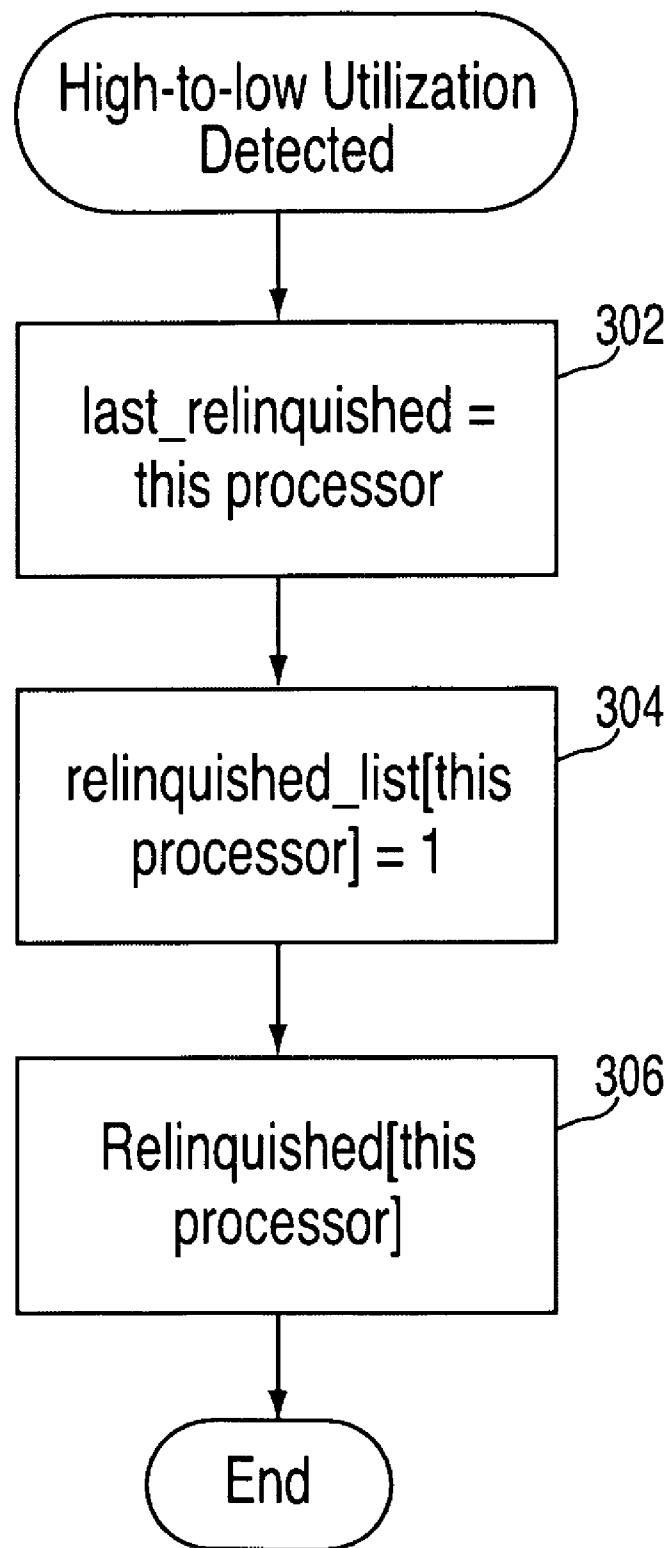 High-to-low Utilization
Detected
302
last_relinquished =
this processor
304
relinquished_list[this
processor] = 1
306
Relinquished[this
processor]
End